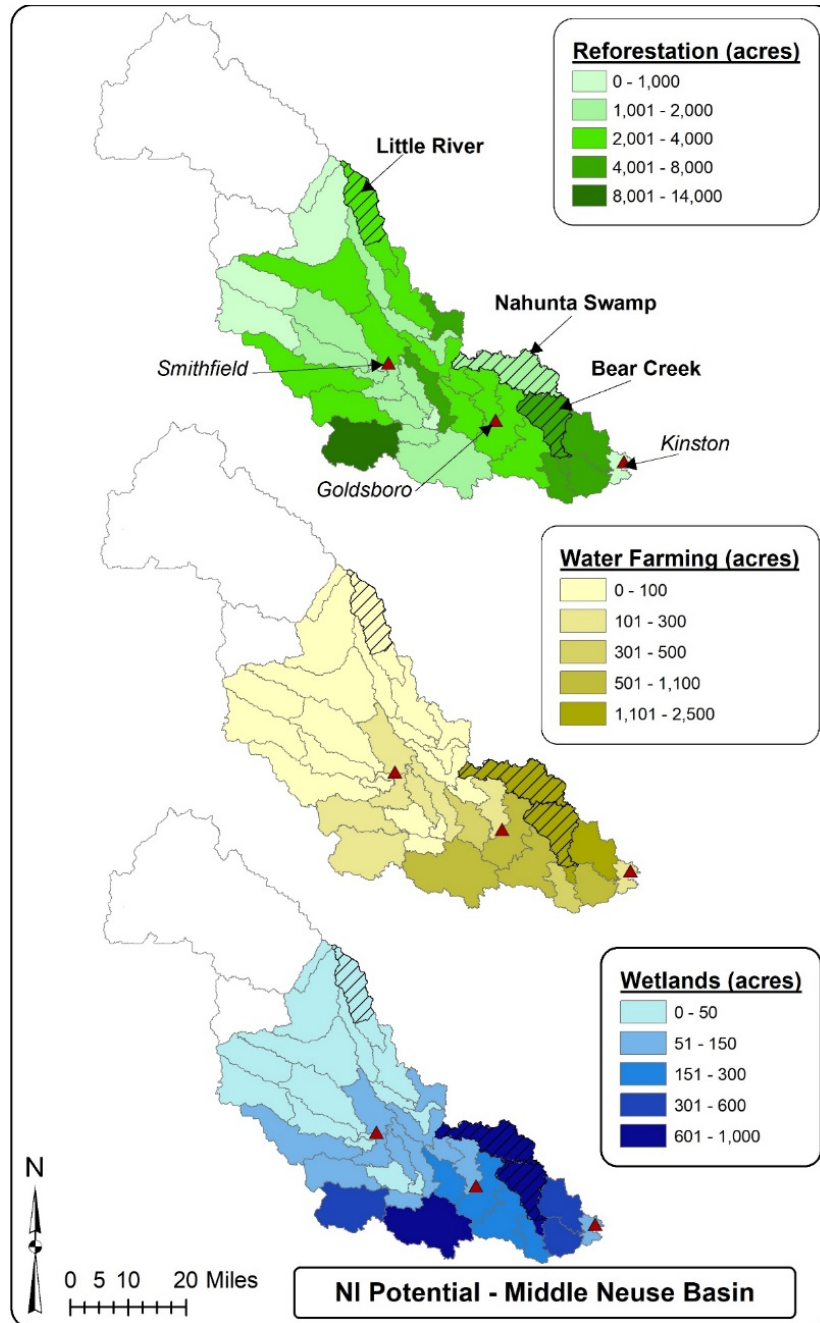 Reforestation (acres)
0 - 1,000
1,001 - 2,000
2,001 - 4,000
4,001 - 8,000
8,001 - 14,000
Little River
Nahunta Swamp
Bear Creek
Smithfield
Kinston
Goldsboro
Water Farming (acres)
0 - 100
101 - 300
301 - 500
501 - 1,100
1,101 - 2,500
Wetlands (acres)
0 - 50
51 - 150
151 - 300
301 - 600
601 - 1,000
N
0 5 10 20 Miles
NI Potential - Middle Neuse Basin